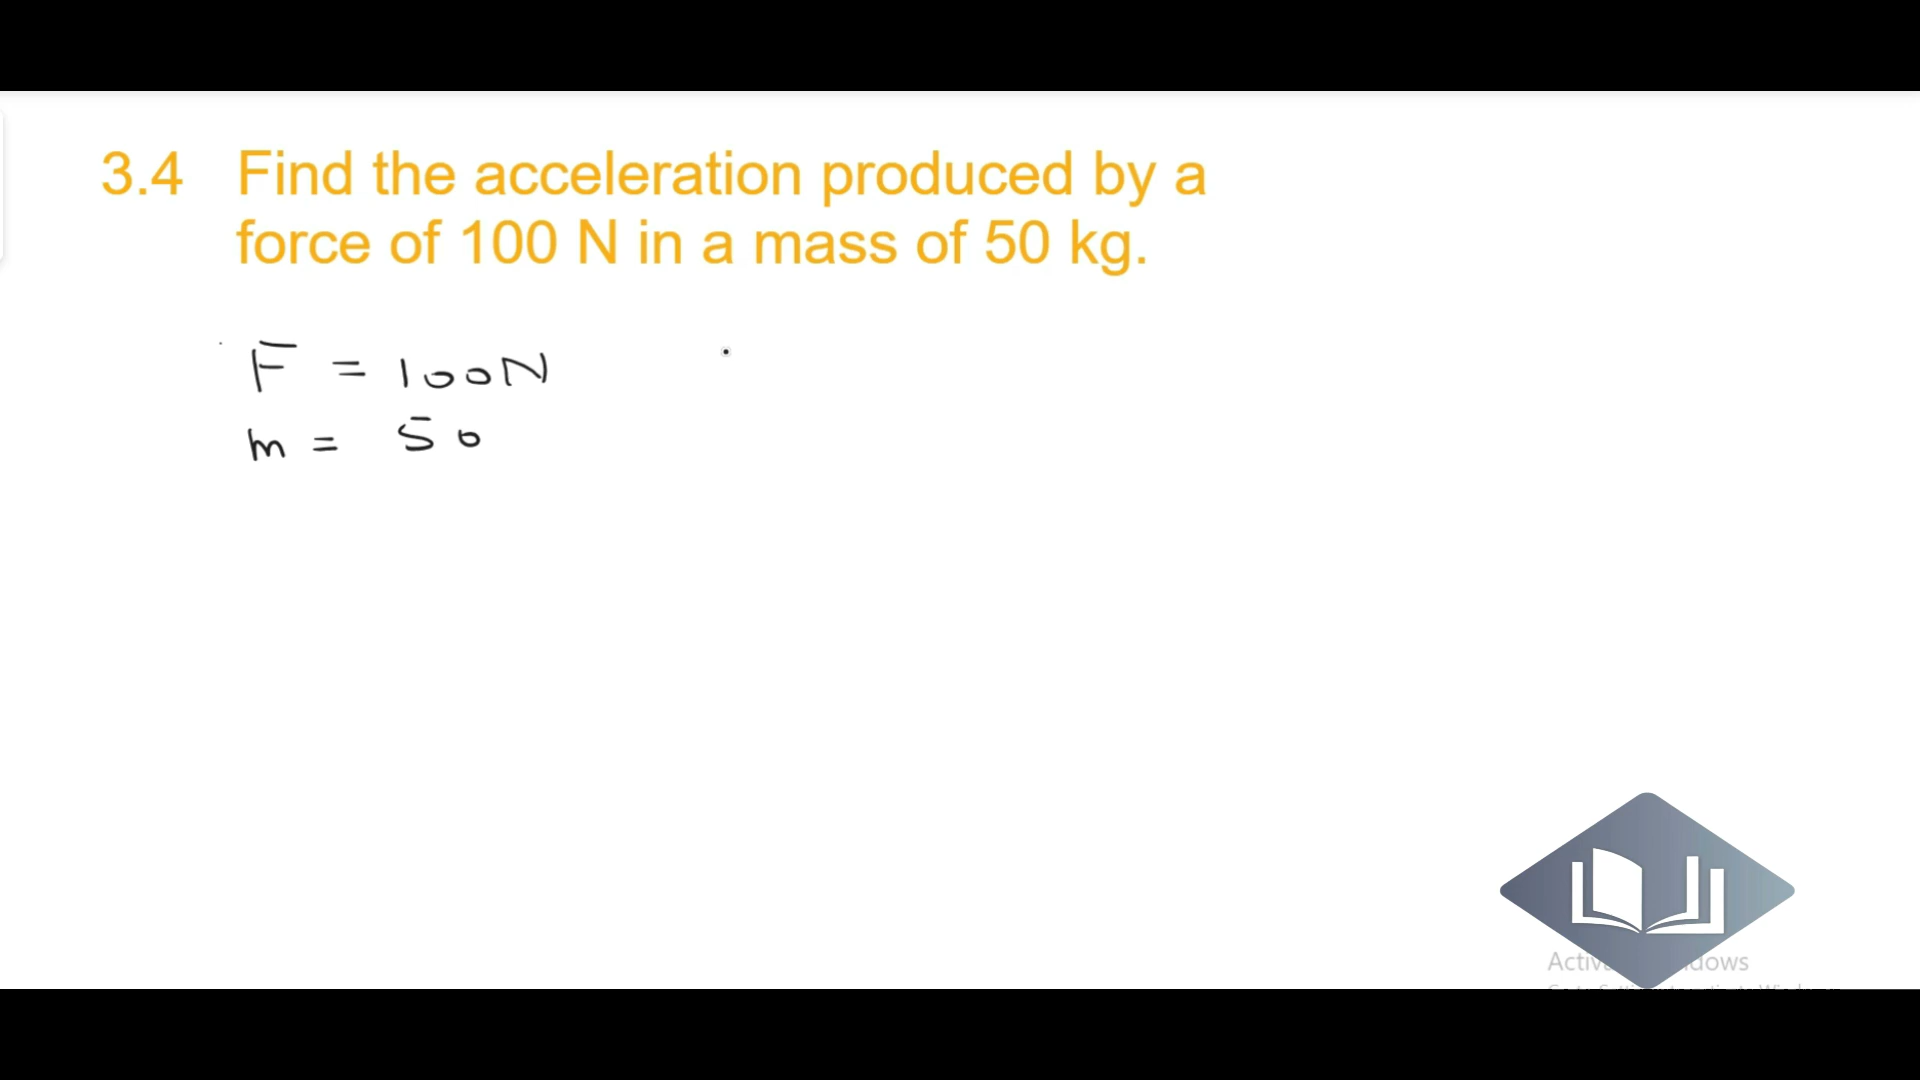 3.4 Find the acceleration produced by a
force of 100 N in a mass of 50 kg.
F = 100N
m = 50